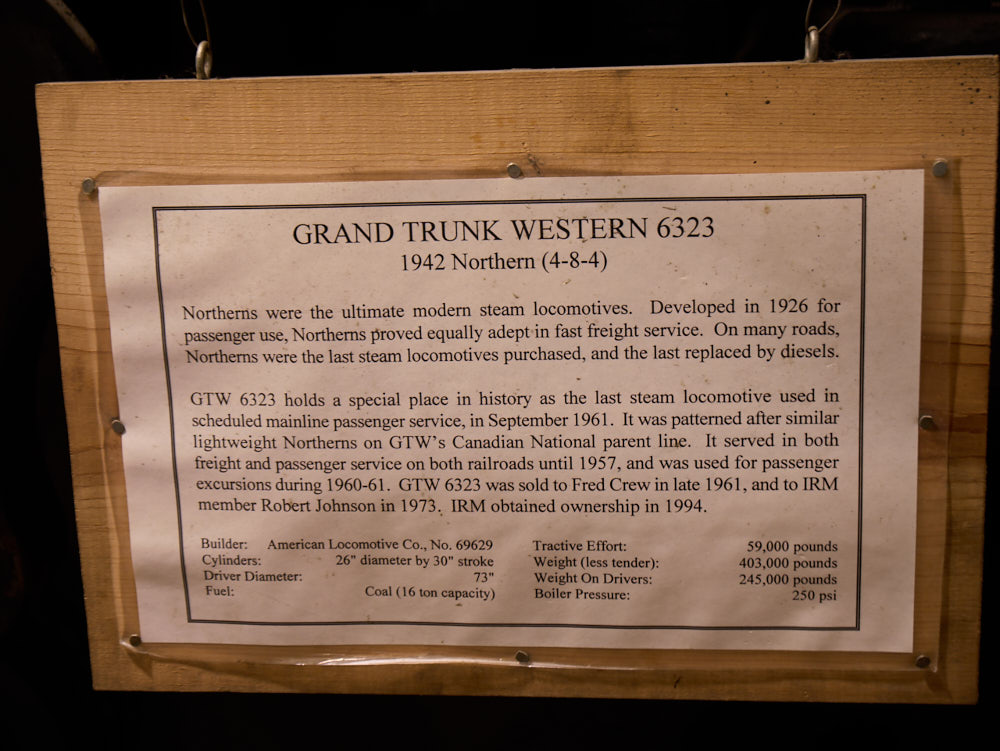 GRAND TRUNK WESTERN 6323
1942 Northern (4-8-4)
Northerns were the ultimate modern steam locomotives. Developed in 1926 for
passenger use, Northerns proved equally adept in fast freight service. On many roads,
Northerns were the last steam locomotives purchased, and the last replaced by diesels.
GTW 6323 holds a special place in history as the last steam locomotive used in
scheduled mainline passenger service, in September 1961. It was patterned after similar
lightweight Northerns on GTW's Canadian National parent line. It served in both
freight and passenger service on both railroads until 1957, and was used for passenger
excursions during 1960-61. GTW 6323 was sold to Fred Crew in late 1961, and to IRM
member Robert Johnson in 1973. IRM obtained ownership in 1994.
Builder: American Locomotive Co., No. 69629
Cylinders: 26" diameter by 30" stroke
Driver Diameter: 73"
Fuel: Coal (16 ton capacity)
Tractive Effort: 59,000 pounds
Weight (less tender): 403,000 pounds
Weight On Drivers: 245,000 pounds
Boiler Pressure: 250 psi